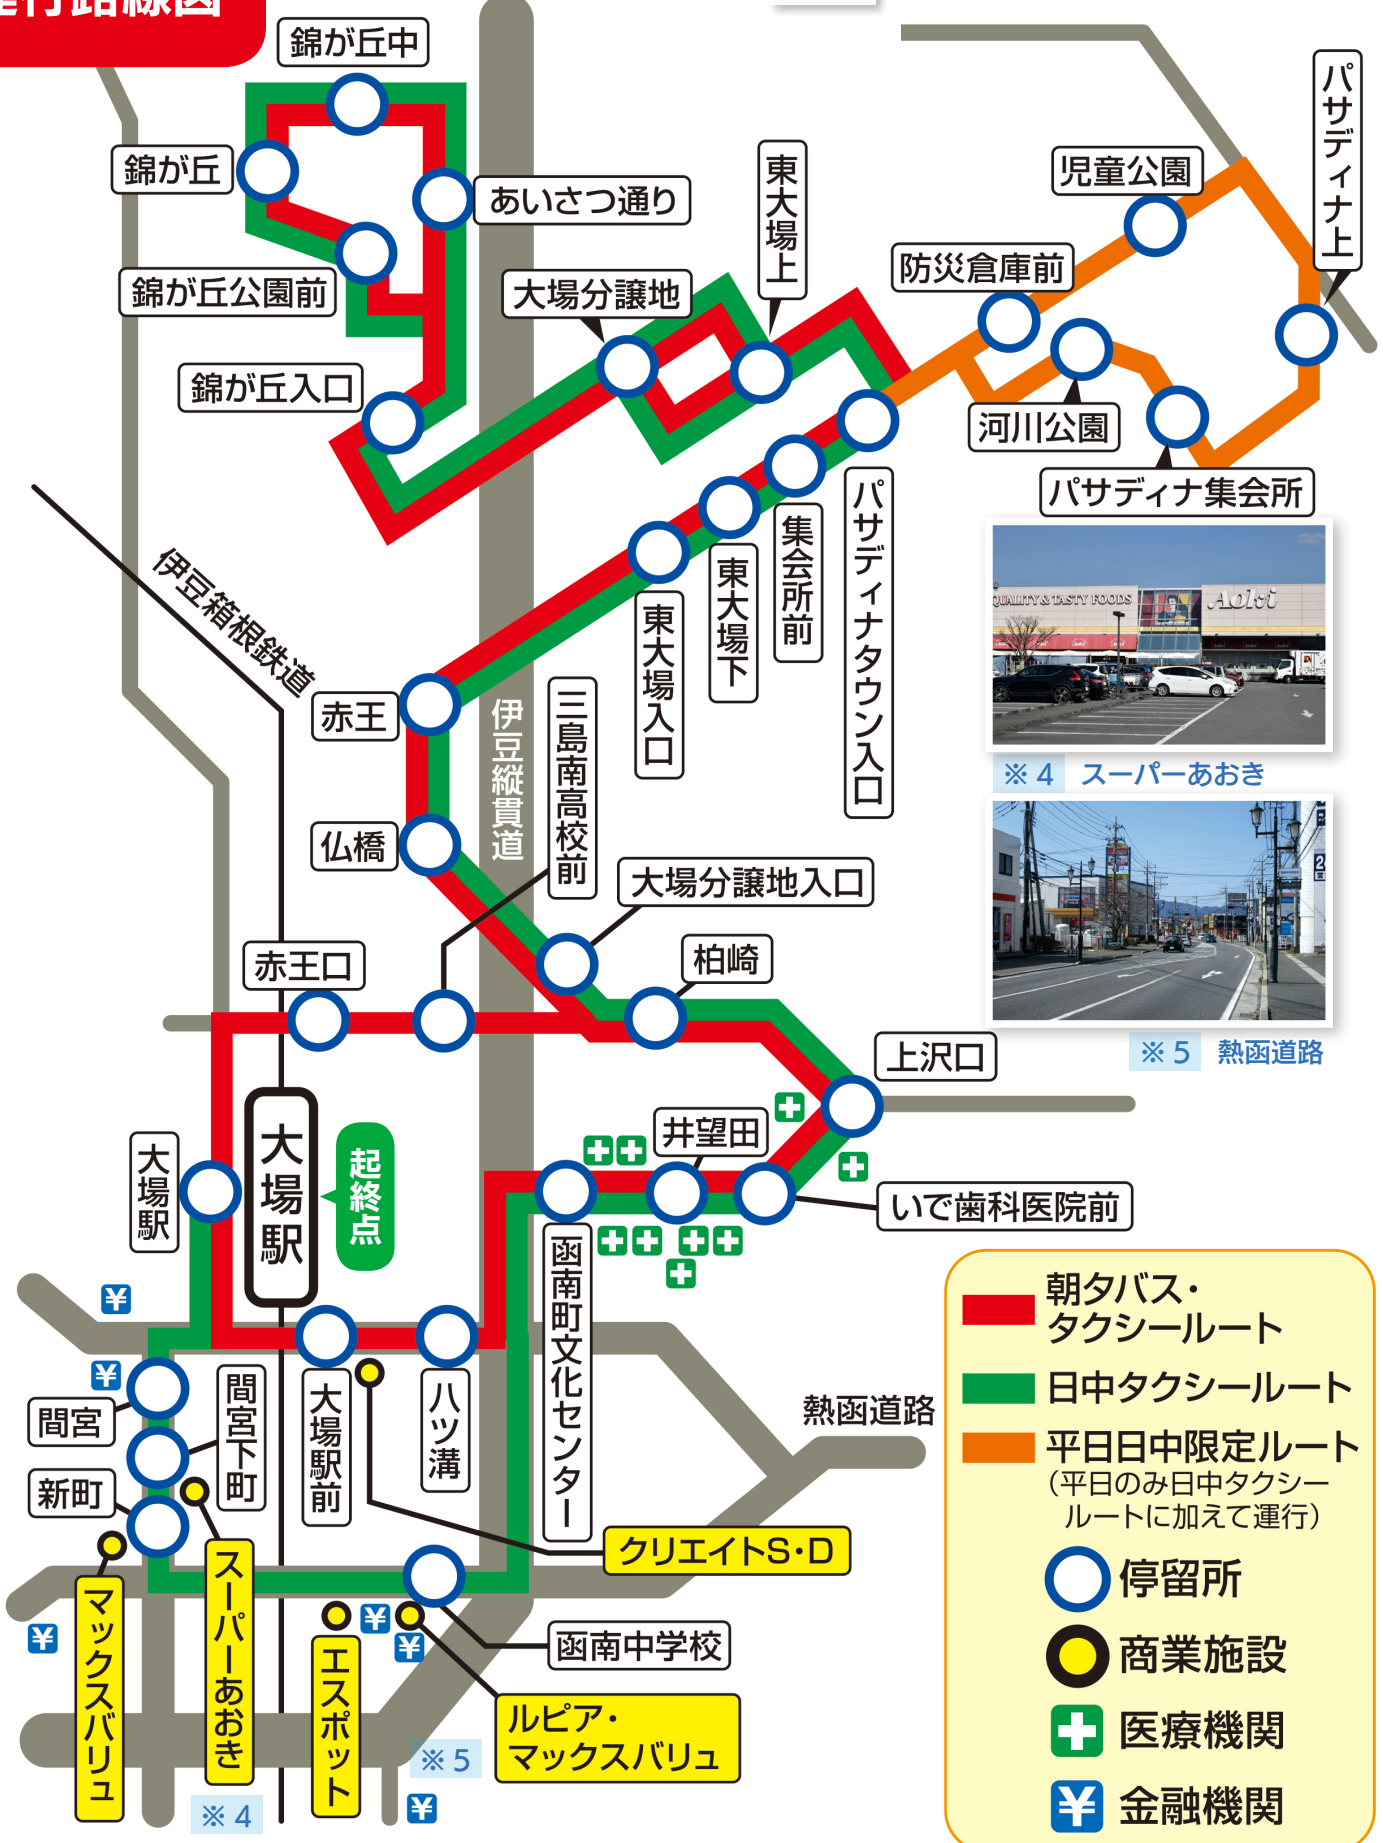 運行路線図
錦が丘中
錦が丘
あいさつ通り
錦が丘公園前
錦が丘入口
大場分譲地
東大場上
防災倉庫前
児童公園
パサディナ上
河川公園
パサディナ集会所
パサディナタウン入口
集会所前
東大場下
東大場入口
伊豆箱根鉄道
赤王
伊豆縦貫道
三島南高校前
仏橋
大場分譲地入口
柏崎
赤王口
QUALITY & TASTY FOODS
Aoki
※4 スーパーあおき
※5 熱函道路
上沢口
井望田
いで歯科医院前
大場駅
大場駅
起終点
函南町文化センター
間宮
間宮下町
新町
大場駅前
八ツ溝
熱函道路
クリエイトS・D
マックスバリュ
スーパーあおき
エスポット
函南中学校
ルピア・
マックスバリュ
※4
※5
朝夕バス・
タクシールート
日中タクシールート
平日日中限定ルート
(平日のみ日中タクシー
ルートに加えて運行)
停留所
商業施設
医療機関
金融機関